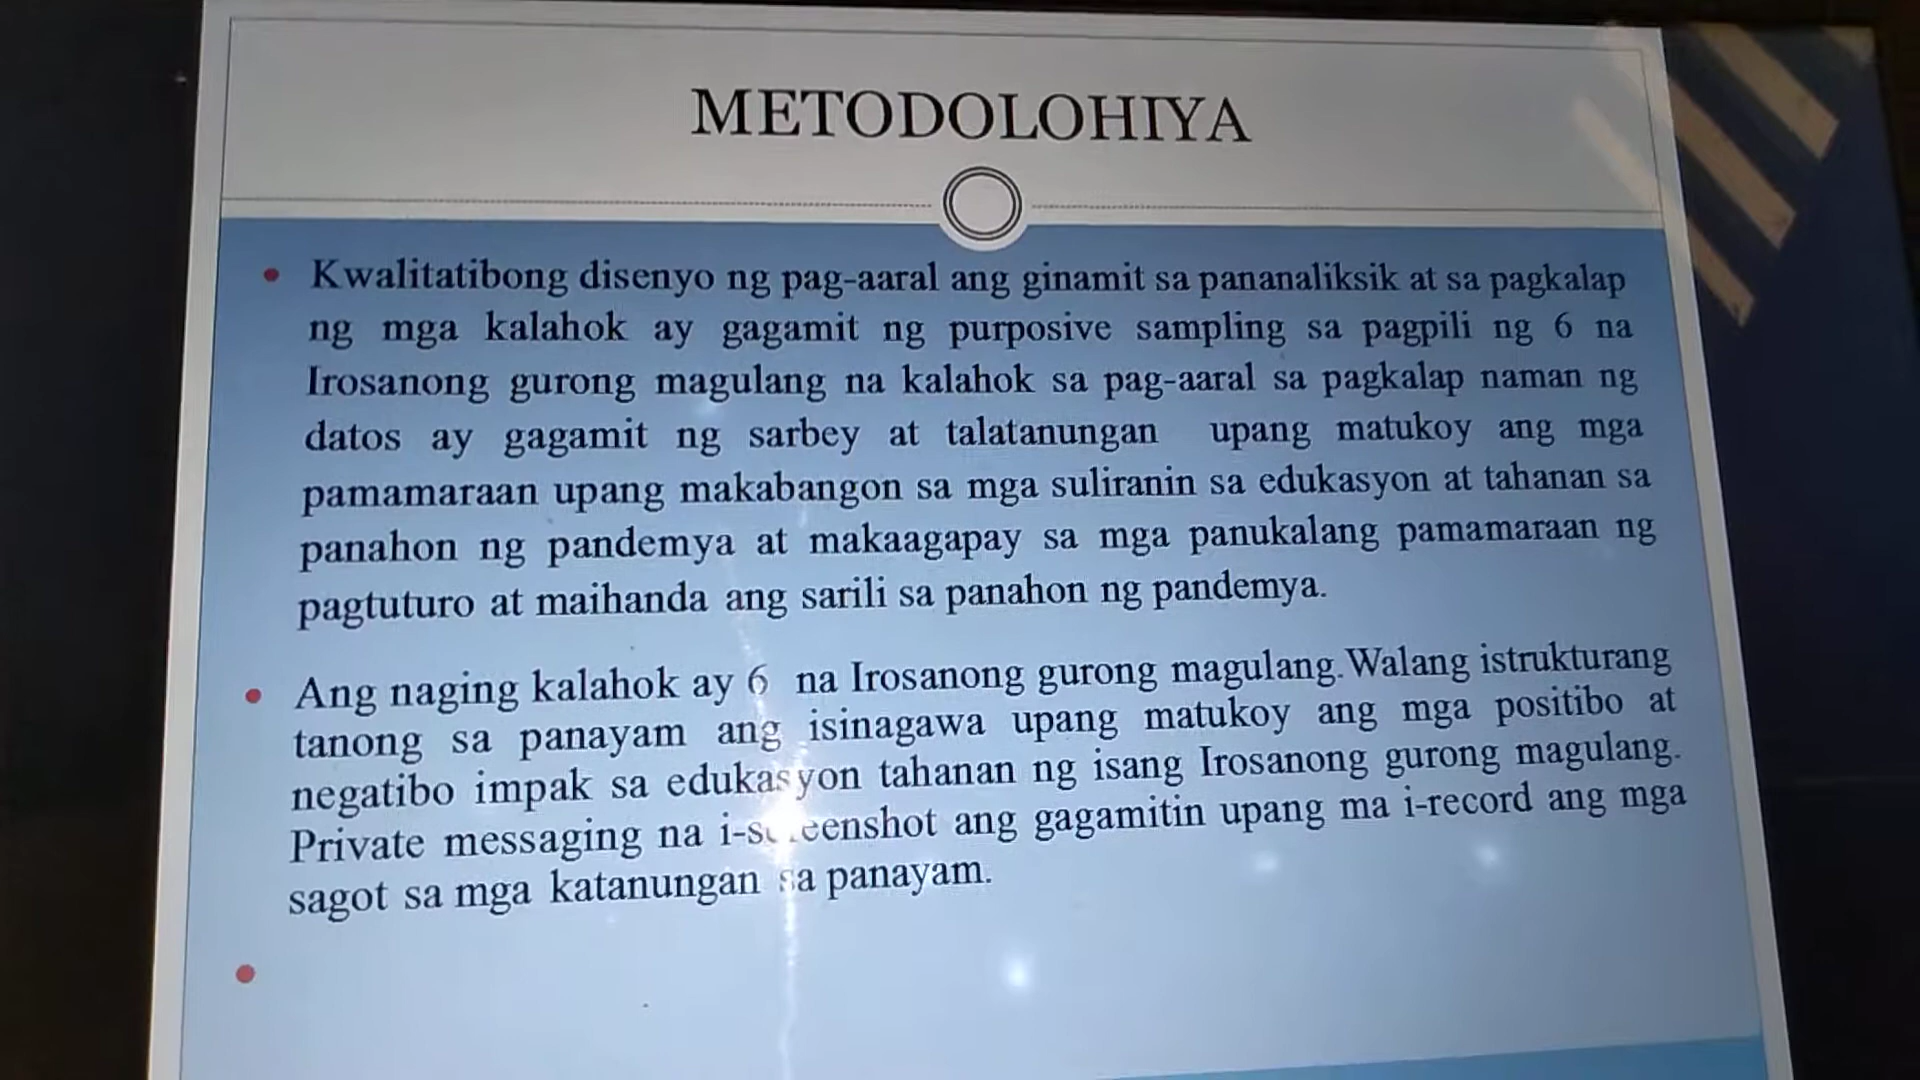 METODOLOHIYA
• Kwalitatibong disenyo ng pag-aaral ang ginamit sa pananaliksik at sa pagkalap
ng mga kalahok ay gagamit ng purposive sampling sa pagpili ng 6 na
Irosanong gurong magulang na kalahok sa pag-aaral sa pagkalap naman ng
datos ay gagamit ng sarbey at talatanungan upang matukoy ang mga
pamamaraan upang makabangon sa mga suliranin sa edukasyon at tahanan sa
panahon ng pandemya at makaagapay sa mga panukalang pamamaraan ng
pagtuturo at maihanda ang sarili sa panahon ng pandemya.
• Ang naging kalahok ay 6 na Irosanong gurong magulang. Walang istrukturang
tanong sa panayam ang isinagawa upang matukoy ang mga positibo at
negatibo impak sa edukasyon tahanan ng isang Irosanong gurong magulang.
Private messaging na i-screenshot ang gagamitin upang ma i-record ang mga
sagot sa mga katanungan sa panayam.
•